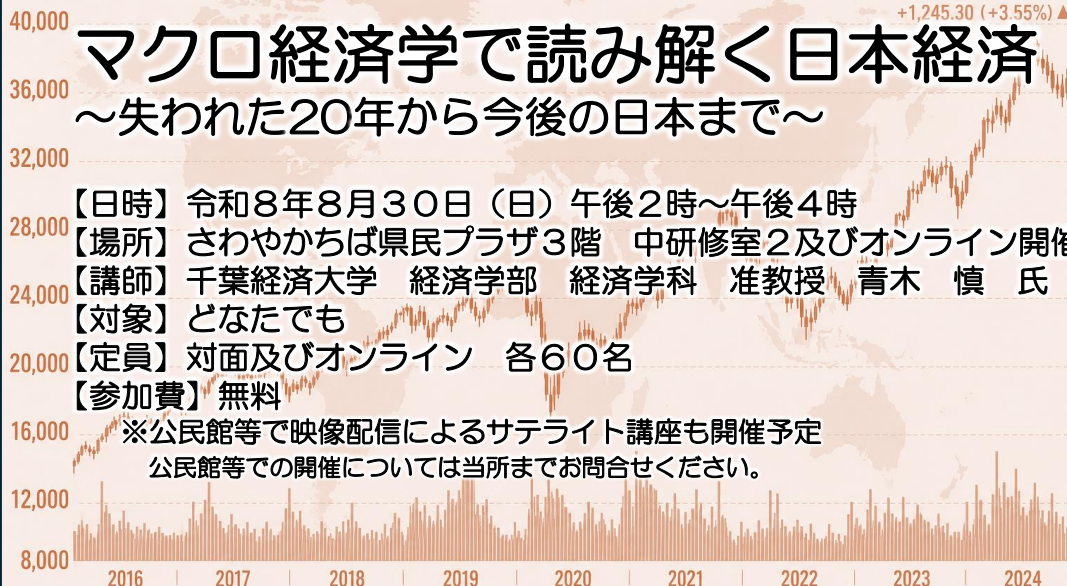 +1,245.30 (+3.55%) ▲
40,000
マクロ経済学で読み解く日本経済
36,000
～失われた20年から今後の日本まで～
32,000
【日時】令和８年８月３０日（日）午後２時～午後４時
28,000
【場所】さわやかちば県民プラザ３階　中研修室２及びオンライン開催
【講師】千葉経済大学　経済学部　経済学科　准教授　青木　慎　氏
24,000
【対象】どなたでも
【定員】対面及びオンライン　各６０名
20,000
【参加費】無料
※公民館等で映像配信によるサテライト講座も開催予定
16,000
公民館等での開催については当所までお問合せください。
12,000
8,000
2016 2017 2018 2019 2020 2021 2022 2023 2024